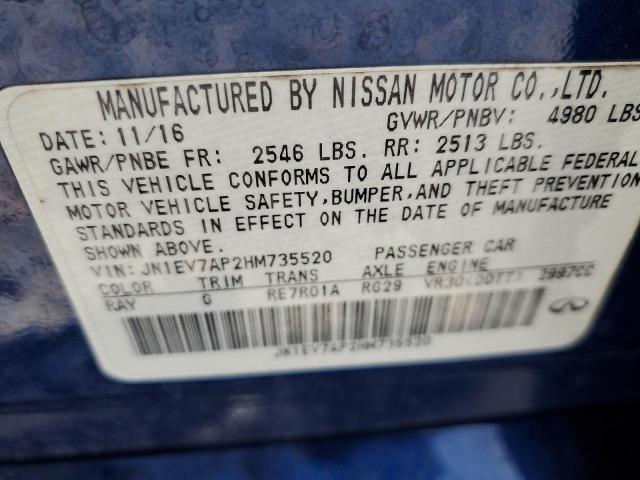 MANUFACTURED BY NISSAN MOTOR CO.,LTD.
DATE: 11/16 GVWR/PNBV: 4980 LBS
GAWR/PNBE FR: 2546 LBS. RR: 2513 LBS.
THIS VEHICLE CONFORMS TO ALL APPLICABLE FEDERAL
MOTOR VEHICLE SAFETY,BUMPER,AND THEFT PREVENTION
STANDARDS IN EFFECT ON THE DATE OF MANUFACTURE
SHOWN ABOVE.
VIN: JN1EV7AP2HM735520 PASSENGER CAR
COLOR TRIM TRANS AXLE ENGINE
RAY G RE7R01A RG29 VR30(DDTT) 2997CC
JN1EV7AP2HM735520